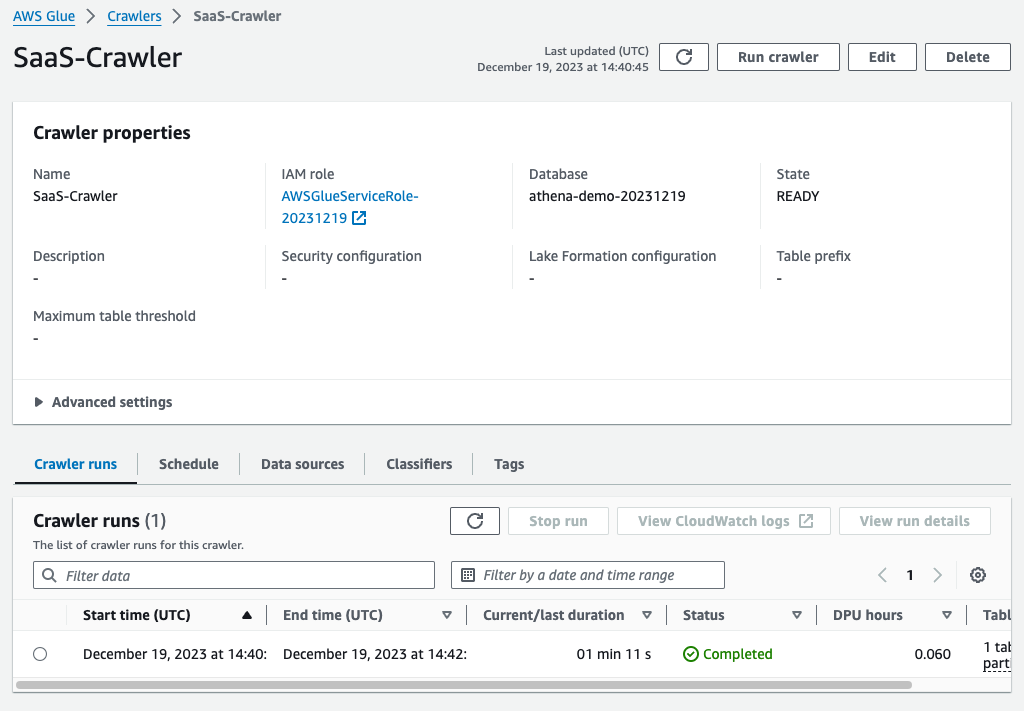 AWS Glue > Crawlers > SaaS-Crawler
SaaS-Crawler
Last updated (UTC)
December 19, 2023 at 14:40:45
Run crawler
Edit
Delete
Crawler properties
Name
SaaS-Crawler
IAM role
AWSGlueServiceRole-
20231219
Database
athena-demo-20231219
State
READY
Description
-
Security configuration
-
Lake Formation configuration
-
Table prefix
-
Maximum table threshold
-
Advanced settings
Crawler runs
Schedule
Data sources
Classifiers
Tags
Crawler runs (1)
The list of crawler runs for this crawler.
Stop run
View CloudWatch logs
View run details
Filter data
Filter by a date and time range
1
Start time (UTC)
End time (UTC)
Current/last duration
Status
DPU hours
December 19, 2023 at 14:40:
December 19, 2023 at 14:42:
01 min 11 s
Completed
0.060
1